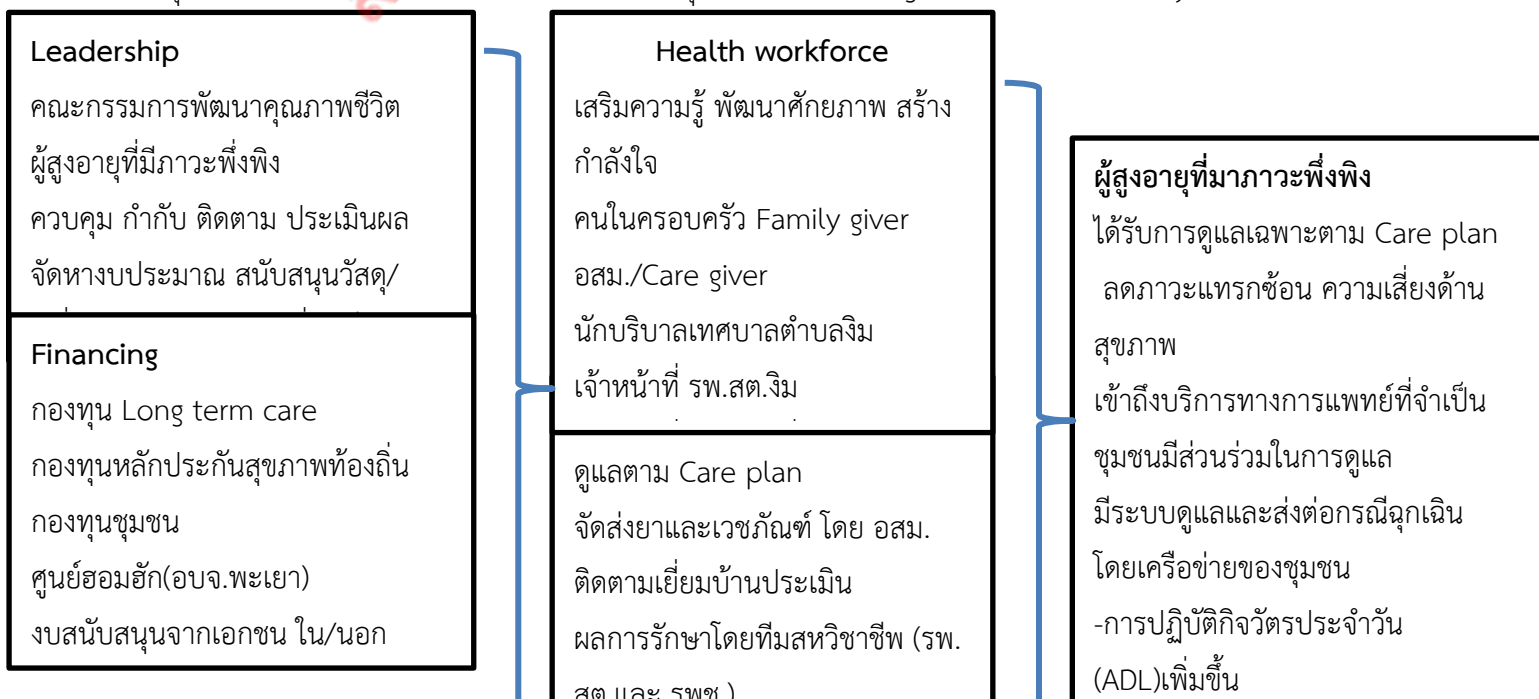 Leadership
คณะกรรมการพัฒนาคุณภาพชีวิต
ผู้สูงอายุที่มีภาวะพึ่งพิง
ควบคุม กำกับ ติดตาม ประเมินผล
จัดหางบประมาณ สนับสนุนวัสดุ/
Financing
กองทุน Long term care
กองทุนหลักประกันสุขภาพท้องถิ่น
กองทุนชุมชน
ศูนย์ฮอมฮัก(อบจ.พะเยา)
งบสนับสนุนจากเอกชน ใน/นอก
Health workforce
เสริมความรู้ พัฒนาศักยภาพ สร้าง
กำลังใจ
คนในครอบครัว Family giver
อสม./Care giver
นักบริบาลเทศบาลตำบลงิม
เจ้าหน้าที่ รพ.สต.งิม
ดูแลตาม Care plan
จัดส่งยาและเวชภัณฑ์ โดย อสม.
ติดตามเยี่ยมบ้านประเมิน
ผลการรักษาโดยทีมสหวิชาชีพ (รพ.
สต.และ รพช.)
ผู้สูงอายุที่มาภาวะพึ่งพิง
ได้รับการดูแลเฉพาะตาม Care plan
ลดภาวะแทรกซ้อน ความเสี่ยงด้าน
สุขภาพ
เข้าถึงบริการทางการแพทย์ที่จำเป็น
ชุมชนมีส่วนร่วมในการดูแล
มีระบบดูแลและส่งต่อกรณีฉุกเฉิน
โดยเครือข่ายของชุมชน
-การปฏิบัติกิจวัตรประจำวัน
(ADL)เพิ่มขึ้น